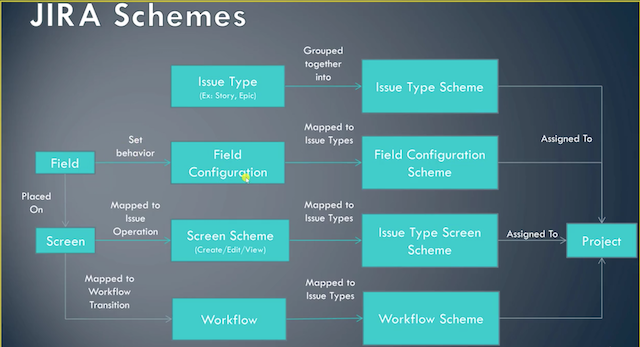 JIRA Schemes
Grouped
together
into
Issue Type
(Ex: Story, Epic)
Issue Type Scheme
Set
behavior
Mapped to
Issue Types
Assigned To
Field
Field
Configuration
Field Configuration
Scheme
Placed
On
Mapped to
Issue
Operation
Mapped to
Issue Types
Screen
Screen Scheme
(Create/Edit/View)
Issue Type Screen
Scheme
Assigned To
Project
Mapped to
Workflow
Transition
Mapped to
Issue Types
Workflow
Workflow Scheme